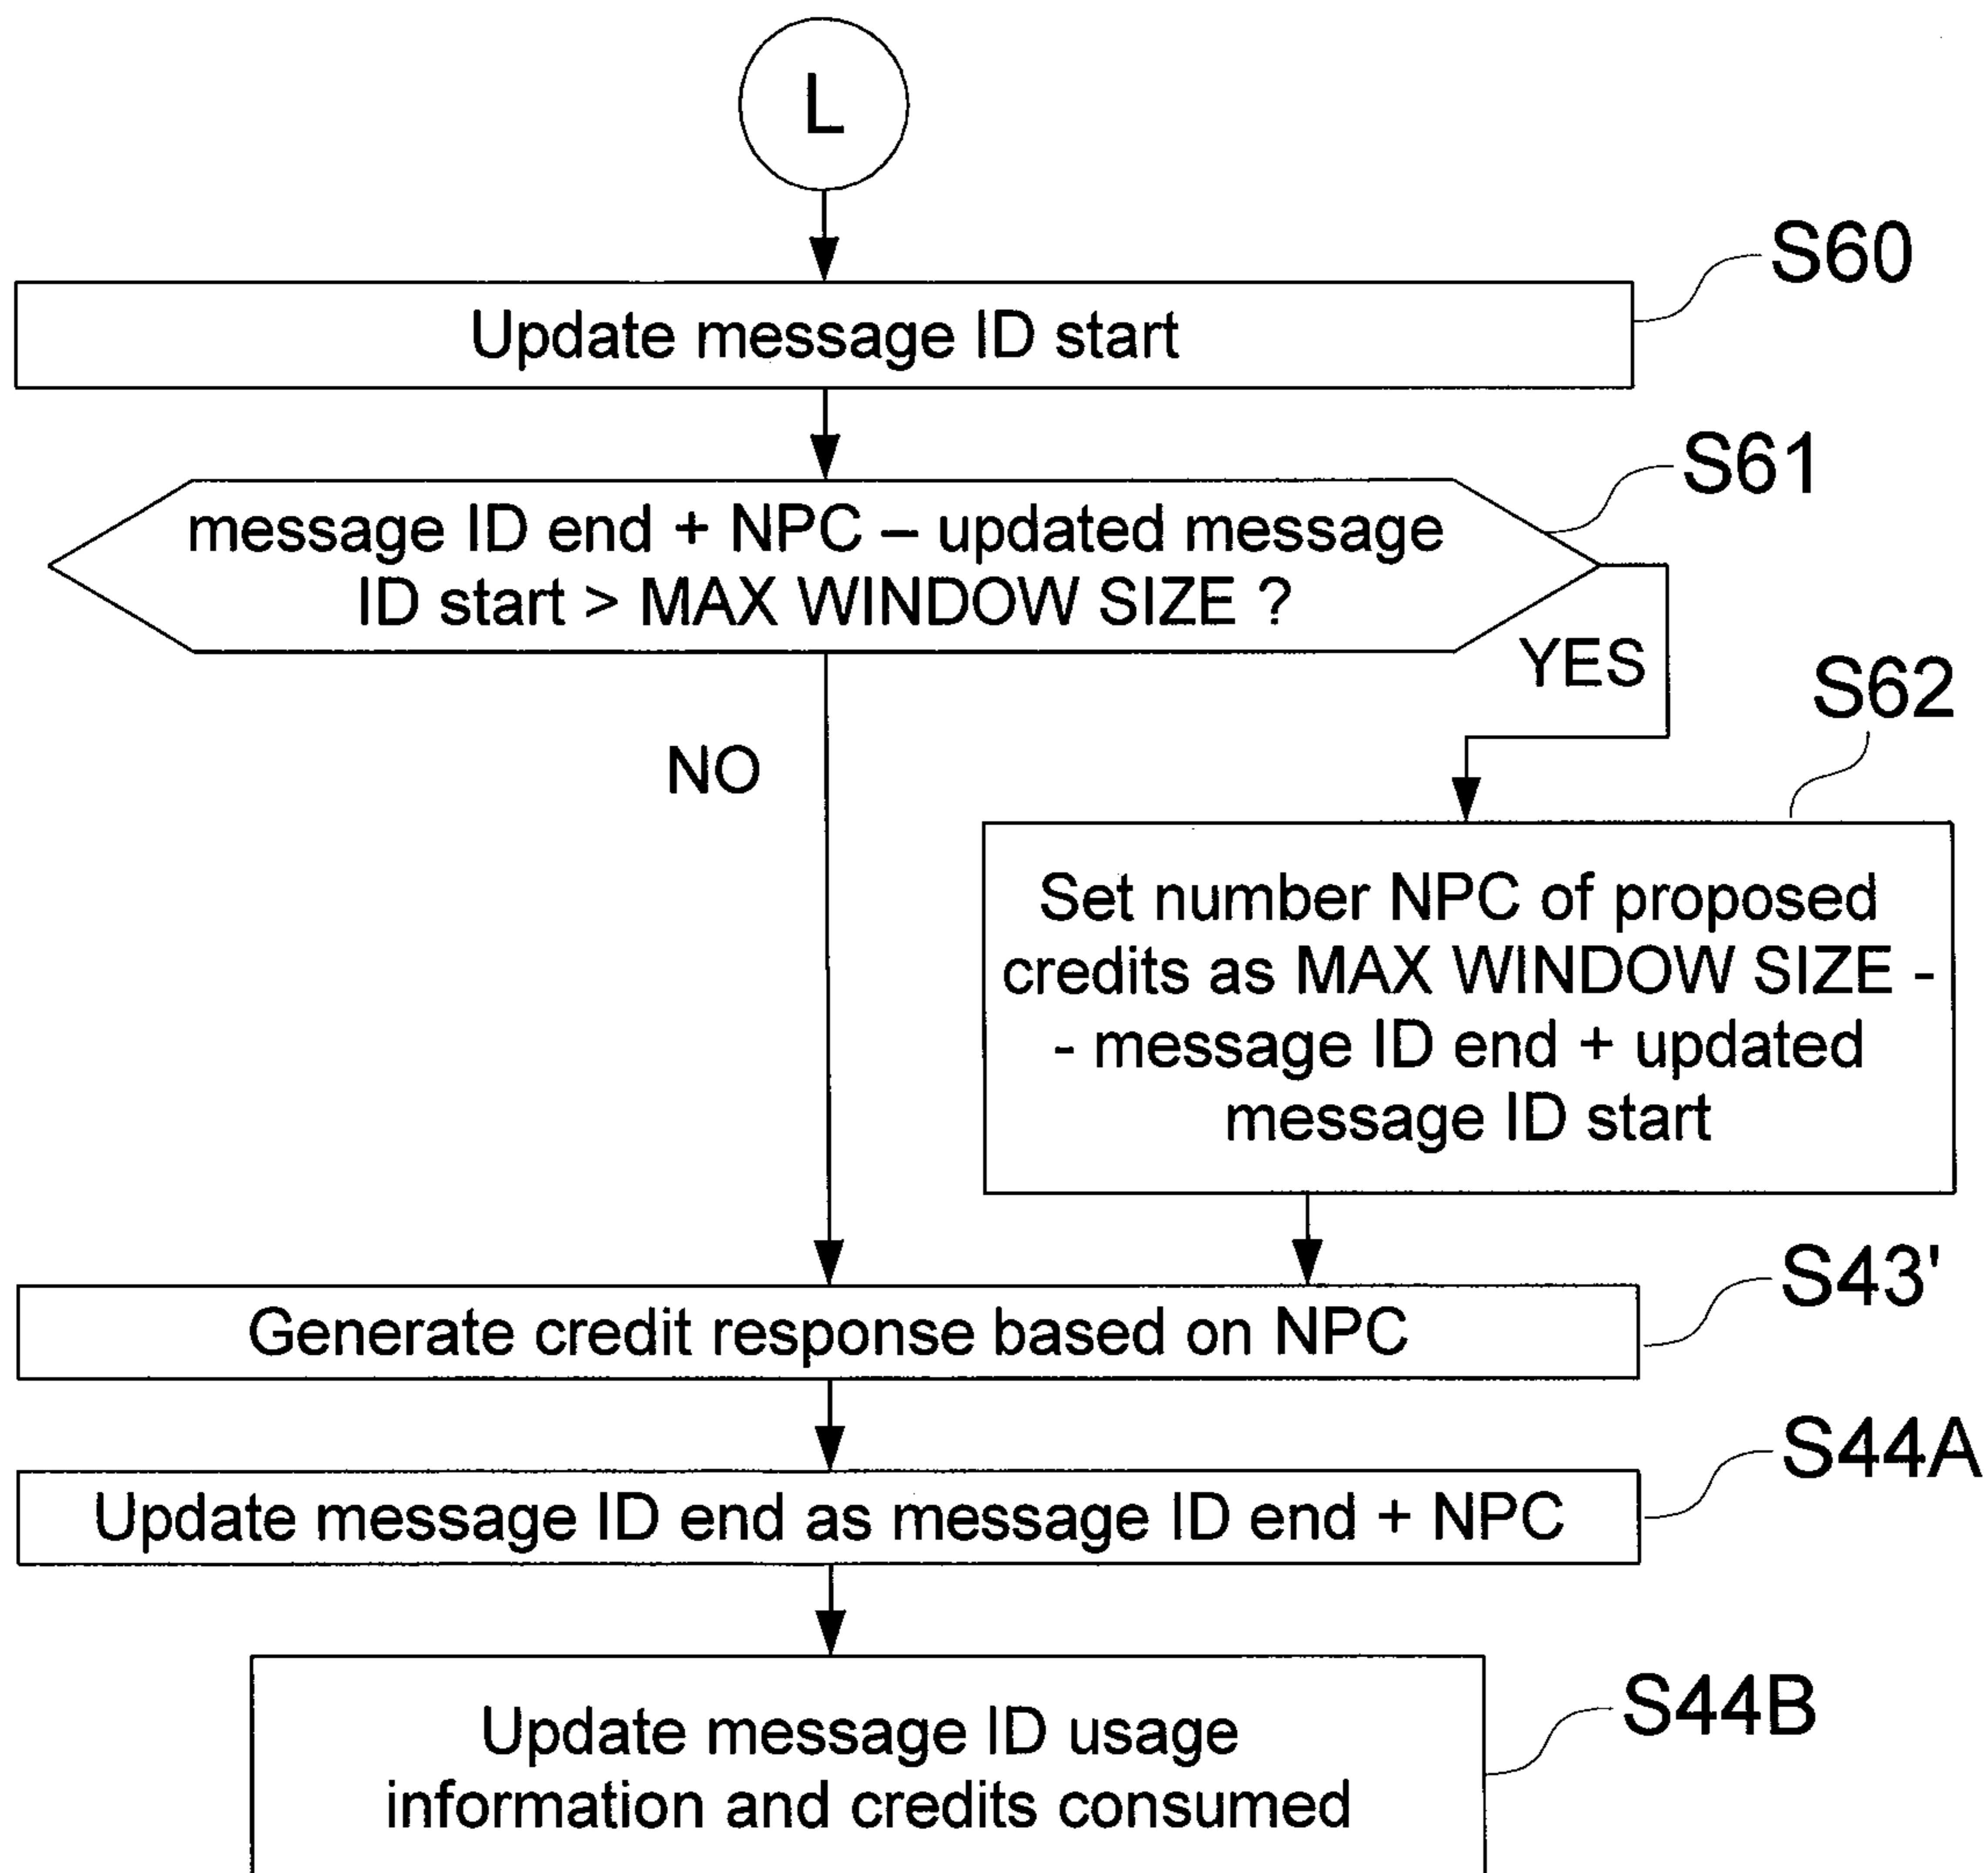 L
S60
Update message ID start
S61
message ID end + NPC – updated message
ID start > MAX WINDOW SIZE ?
YES
S62
NO
Set number NPC of proposed
credits as MAX WINDOW SIZE -
- message ID end + updated
message ID start
S43'
Generate credit response based on NPC
S44A
Update message ID end as message ID end + NPC
S44B
Update message ID usage
information and credits consumed